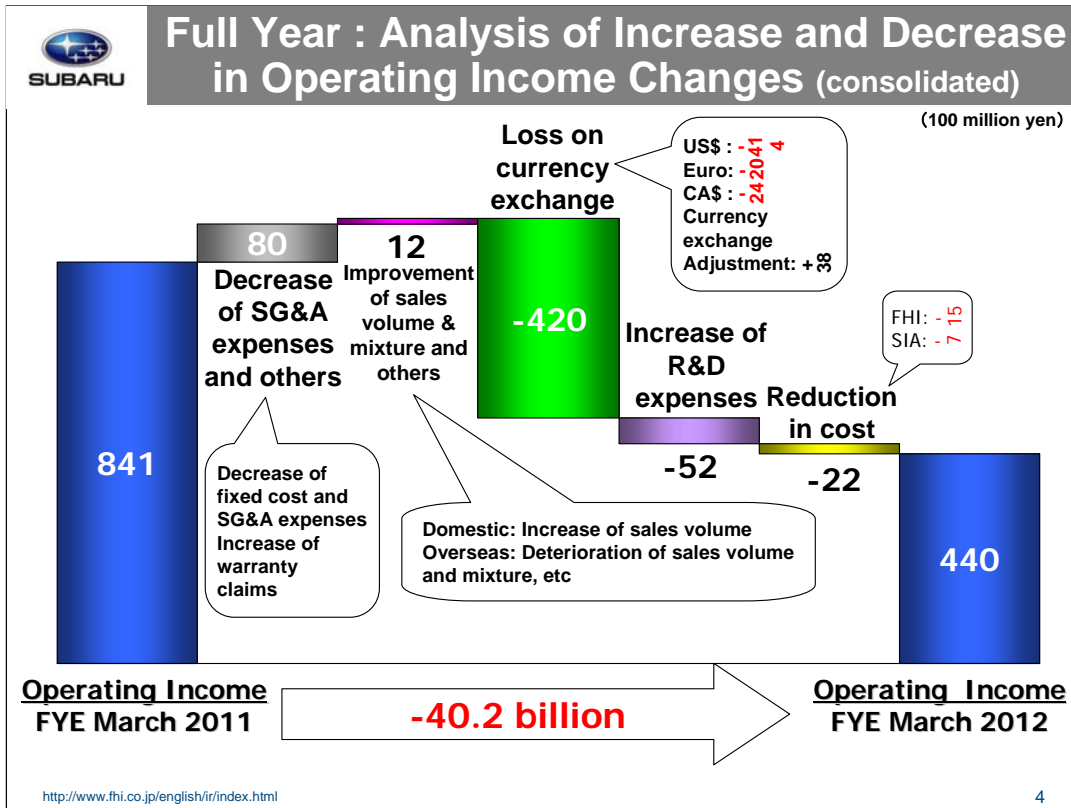 SUBARU
Full Year : Analysis of Increase and Decrease
in Operating Income Changes (consolidated)
(100 million yen)
Loss on
currency
exchange
US$ : -414
Euro: -20
CA$ : -24
Currency
exchange
Adjustment: +38
80
Decrease
of SG&A
expenses
and others
12
Improvement
of sales
volume &
mixture and
others
-420
Increase of
R&D
expenses
-52
Reduction
in cost
-22
FHI: -15
SIA: -7
841
Decrease of
fixed cost and
SG&A expenses
Increase of
warranty
claims
Domestic: Increase of sales volume
Overseas: Deterioration of sales volume
and mixture, etc
440
Operating Income
FYE March 2011
-40.2 billion
Operating Income
FYE March 2012
http://www.fhi.co.jp/english/ir/index.html
4